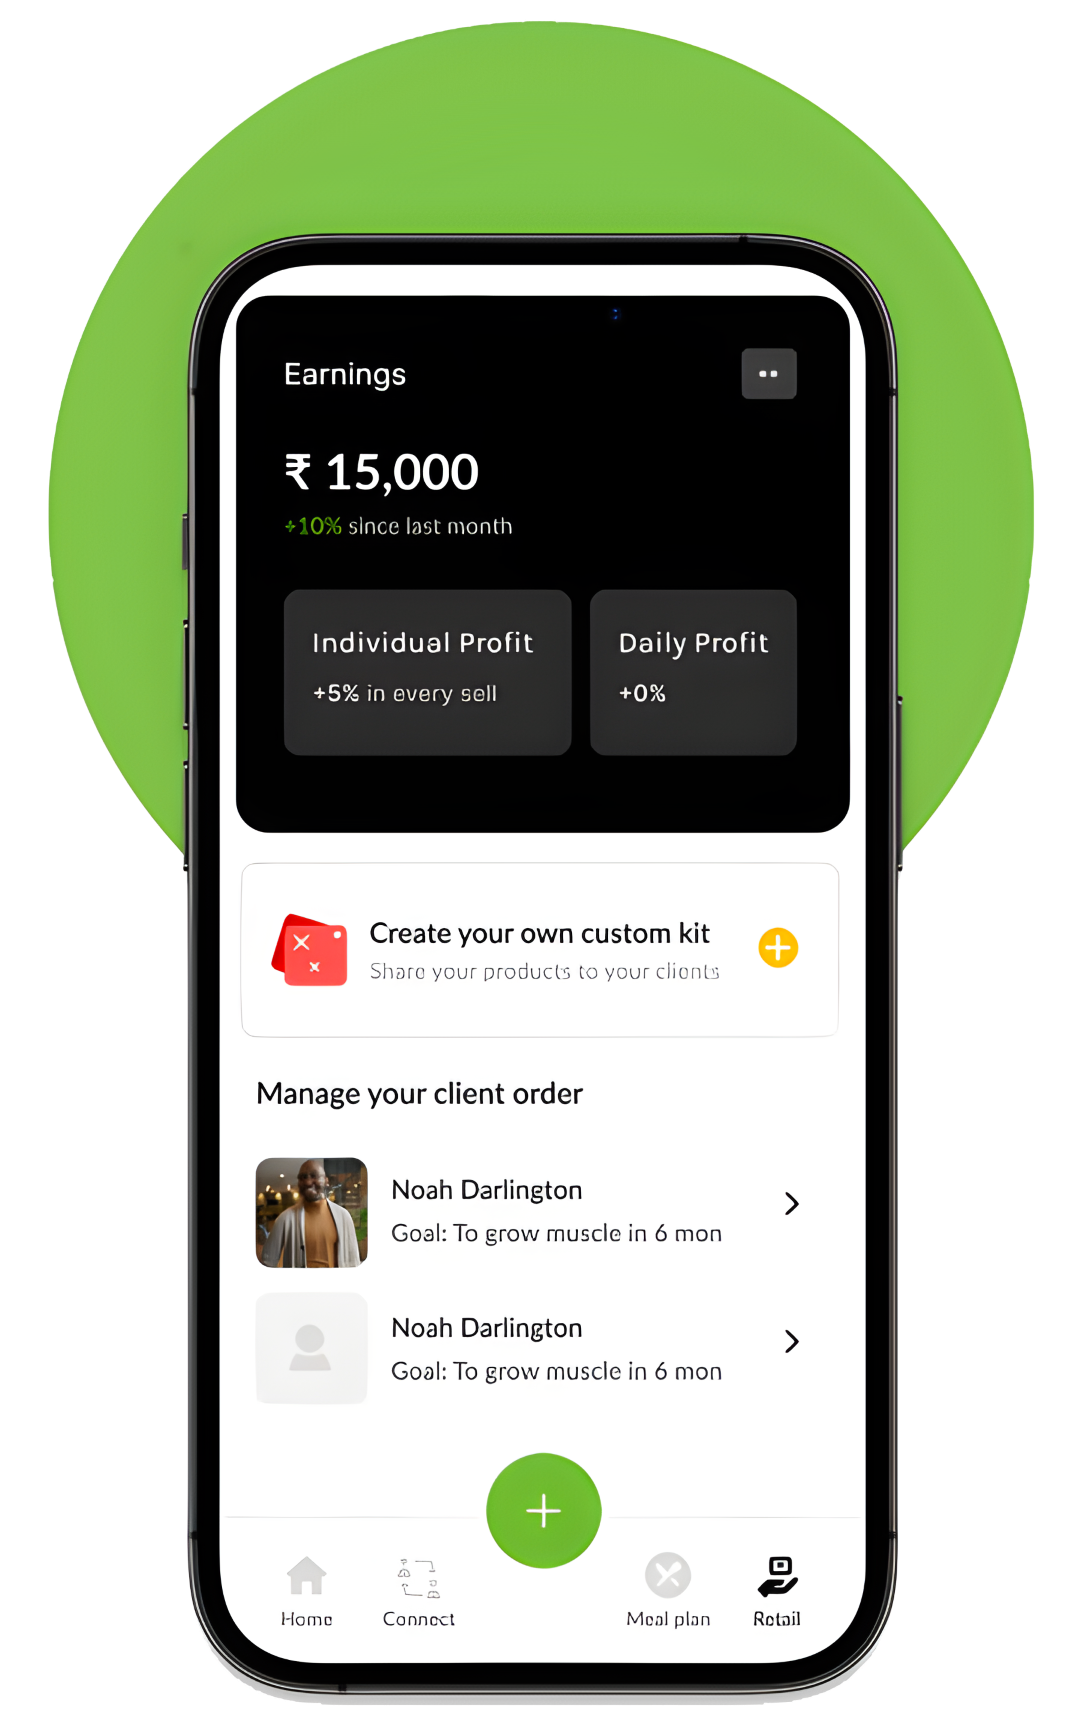 Earnings
₹ 15,000
+10% since last month
Individual Profit
+5% in every sell
Daily Profit
+0%
Create your own custom kit
Share your products to your clients
Manage your client order
Noah Darlington
Goal: To grow muscle in 6 mon
Noah Darlington
Goal: To grow muscle in 6 mon
Home
Connect
Meal plan
Retail